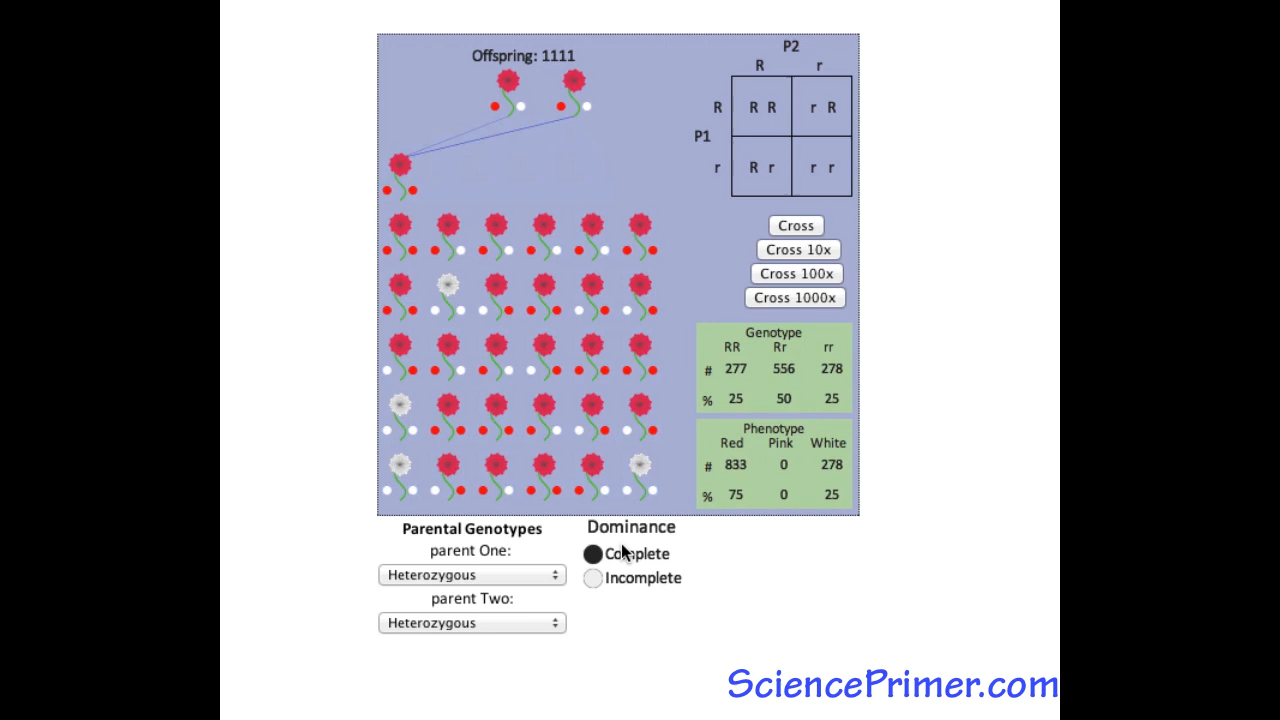 Offspring: 1111
P2
R r
R R R r R
P1
r R r r r
Cross
Cross 10x
Cross 100x
Cross 1000x
Genotype
RR Rr rr
# 277 556 278
% 25 50 25
Phenotype
Red Pink White
# 833 0 278
% 75 0 25
Parental Genotypes
parent One:
Heterozygous
parent Two:
Heterozygous
Dominance
Complete
Incomplete
SciencePrimer.com